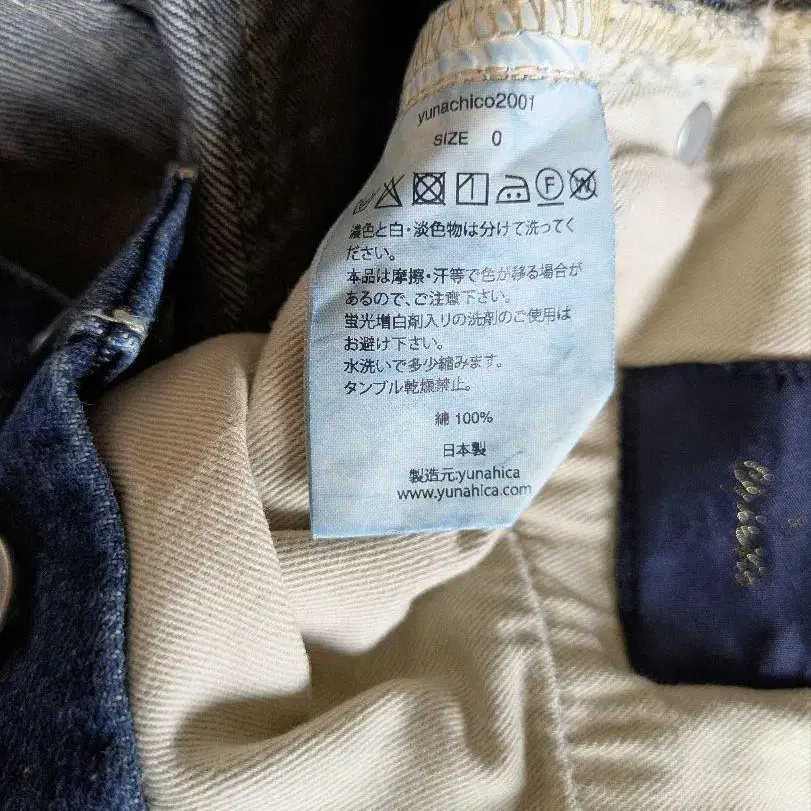 yunachico2001
SIZE 0
濃色と白・淡色物は分けて洗ってく
ださい。
本品は摩擦・汗等で色が移る場合が
あるので、ご注意下さい。
蛍光増白剤入りの洗剤のご使用は
お避け下さい。
水洗いで多少縮みます。
タンブル乾燥禁止。
綿 100%
日本製
製造元:yunahica
www.yunahica.com